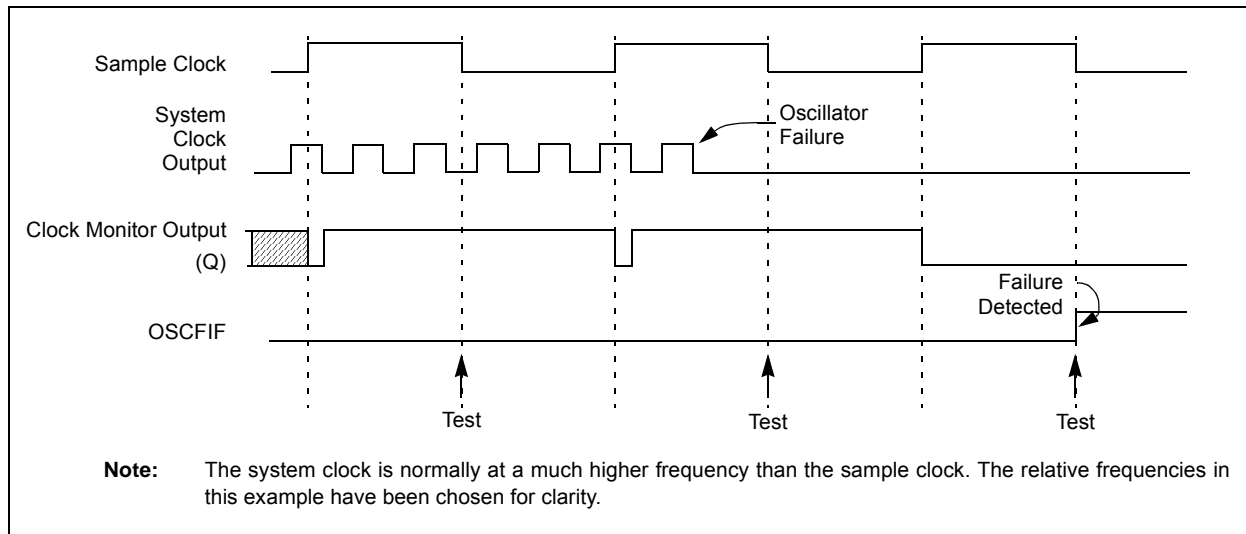 Sample Clock
System
Clock
Output
Oscillator
Failure
Clock Monitor Output
(Q)
Failure
Detected
OSCFIF
Test
Test
Test
Note: The system clock is normally at a much higher frequency than the sample clock. The relative frequencies in
this example have been chosen for clarity.